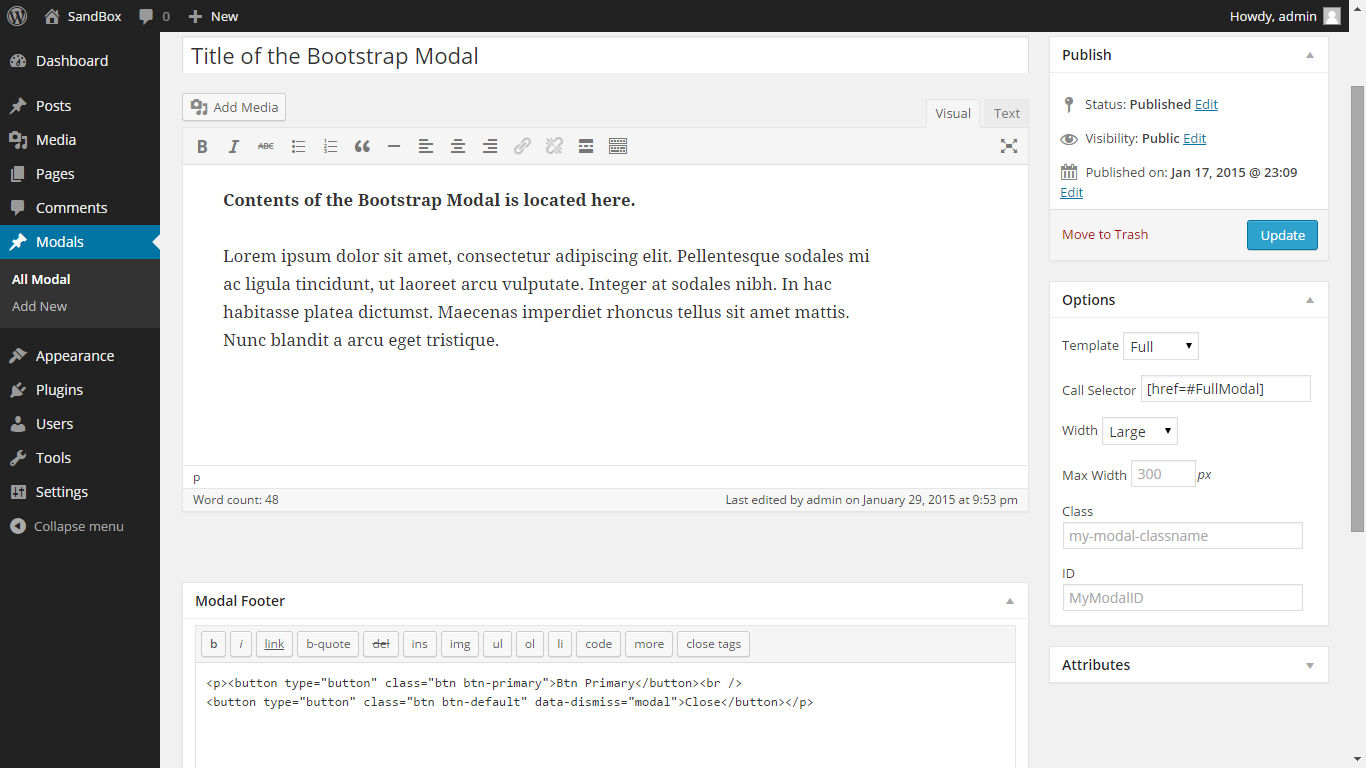 SandBox 0 New Howdy, admin
Dashboard
Posts
Media
Pages
Comments
Modals
All Modal
Add New
Appearance
Plugins
Users
Tools
Settings
Collapse menu
Title of the Bootstrap Modal
Add Media
Visual Text
B I ABC
Contents of the Bootstrap Modal is located here.
Lorem ipsum dolor sit amet, consectetur adipiscing elit. Pellentesque sodales mi
ac ligula tincidunt, ut laoreet arcu vulputate. Integer at sodales nibh. In hac
habitasse platea dictumst. Maecenas imperdiet rhoncus tellus sit amet mattis.
Nunc blandit a arcu eget tristique.
p
Word count: 48 Last edited by admin on January 29, 2015 at 9:53 pm
Modal Footer
b i link b-quote del ins img ul ol li code more close tags
<p><button type="button" class="btn btn-primary">Btn Primary</button><br />
<button type="button" class="btn btn-default" data-dismiss="modal">Close</button></p>
Publish
Status: Published Edit
Visibility: Public Edit
Published on: Jan 17, 2015 @ 23:09
Edit
Move to Trash Update
Options
Template Full
Call Selector [href=#FullModal]
Width Large
Max Width 300 px
Class
my-modal-classname
ID
MyModalID
Attributes